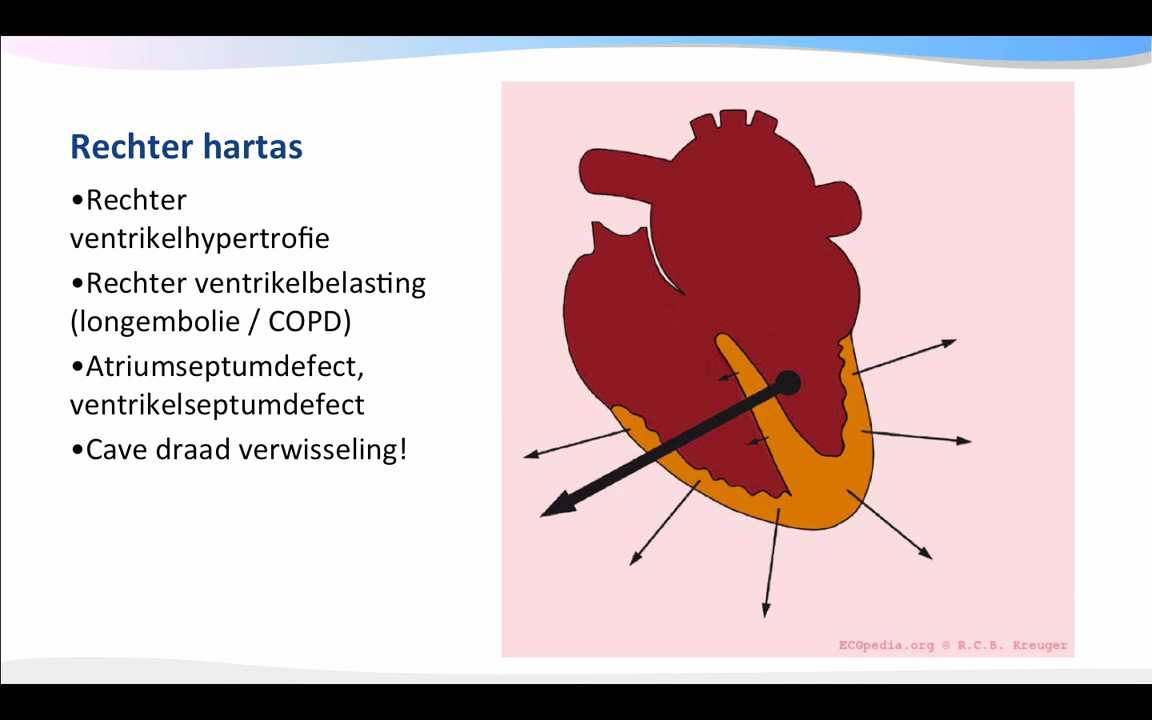 Rechter hartas
•Rechter
ventrikelhypertrofie
•Rechter ventrikelbelasting
(longembolie / COPD)
•Atriumseptumdefect,
ventrikelseptumdefect
•Cave draad verwisseling!
ECGpedia.org © R.C.B. Kreuger